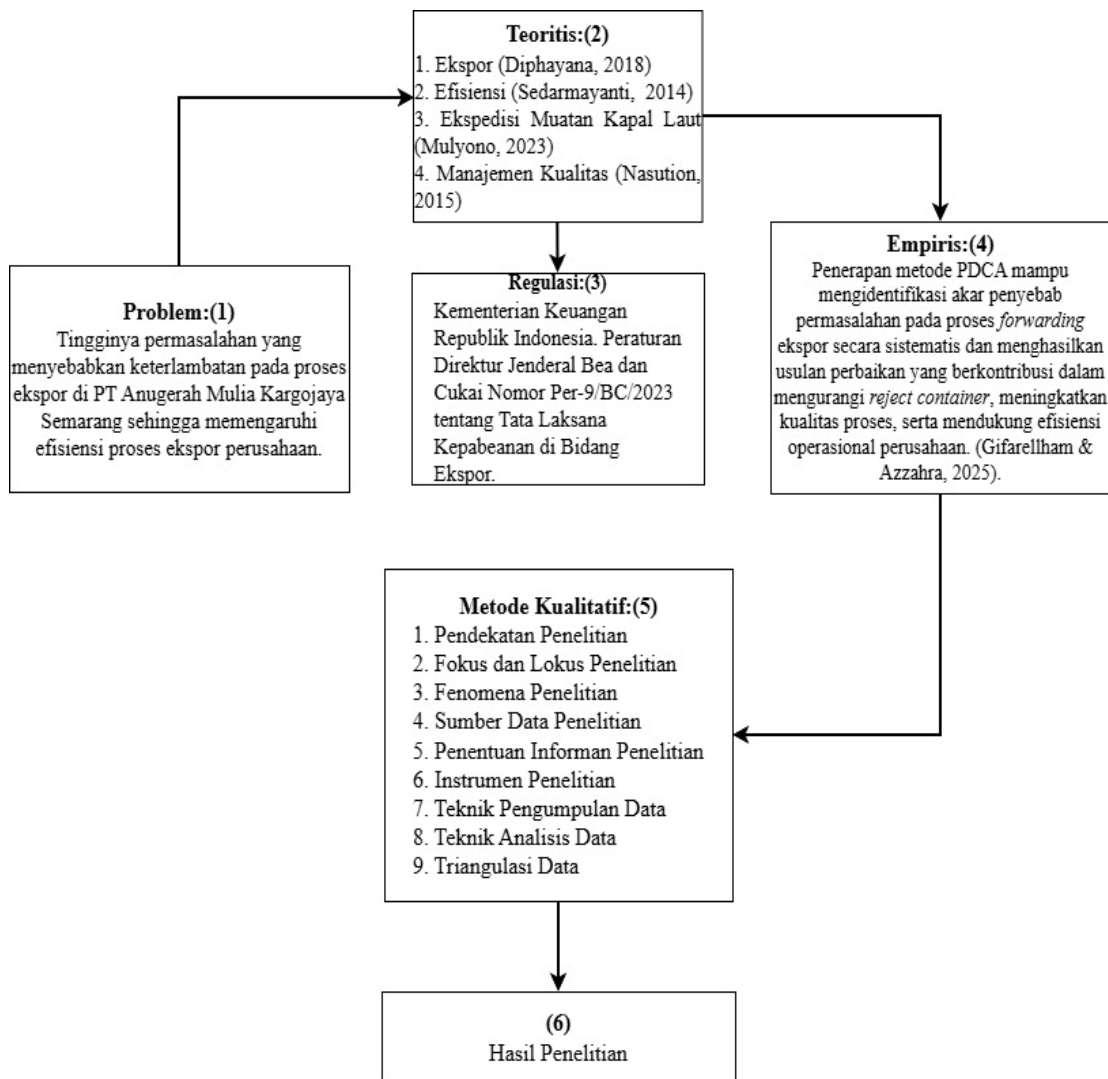 Teoritis:(2)
1. Ekspor (Diphayana, 2018)
2. Efisiensi (Sedarmayanti, 2014)
3. Ekspedisi Muatan Kapal Laut
(Mulyono, 2023)
4. Manajemen Kualitas (Nasution,
2015)
Problem:(1)
Tingginya permasalahan yang
menyebabkan keterlambatan pada proses
ekspor di PT Anugerah Mulia Kargojaya
Semarang sehingga memengaruhi
efisiensi proses ekspor perusahaan.
Regulasi:(3)
Kementerian Keuangan
Republik Indonesia. Peraturan
Direktur Jenderal Bea dan
Cukai Nomor Per-9/BC/2023
tentang Tata Laksana
Kepabeanan di Bidang
Ekspor.
Empiris:(4)
Penerapan metode PDCA mampu
mengidentifikasi akar penyebab
permasalahan pada proses forwarding
ekspor secara sistematis dan menghasilkan
usulan perbaikan yang berkontribusi dalam
mengurangi reject container, meningkatkan
kualitas proses, serta mendukung efisiensi
operasional perusahaan. (Gifarellham &
Azzahra, 2025).
Metode Kualitatif:(5)
1. Pendekatan Penelitian
2. Fokus dan Lokus Penelitian
3. Fenomena Penelitian
4. Sumber Data Penelitian
5. Penentuan Informan Penelitian
6. Instrumen Penelitian
7. Teknik Pengumpulan Data
8. Teknik Analisis Data
9. Triangulasi Data
(6)
Hasil Penelitian